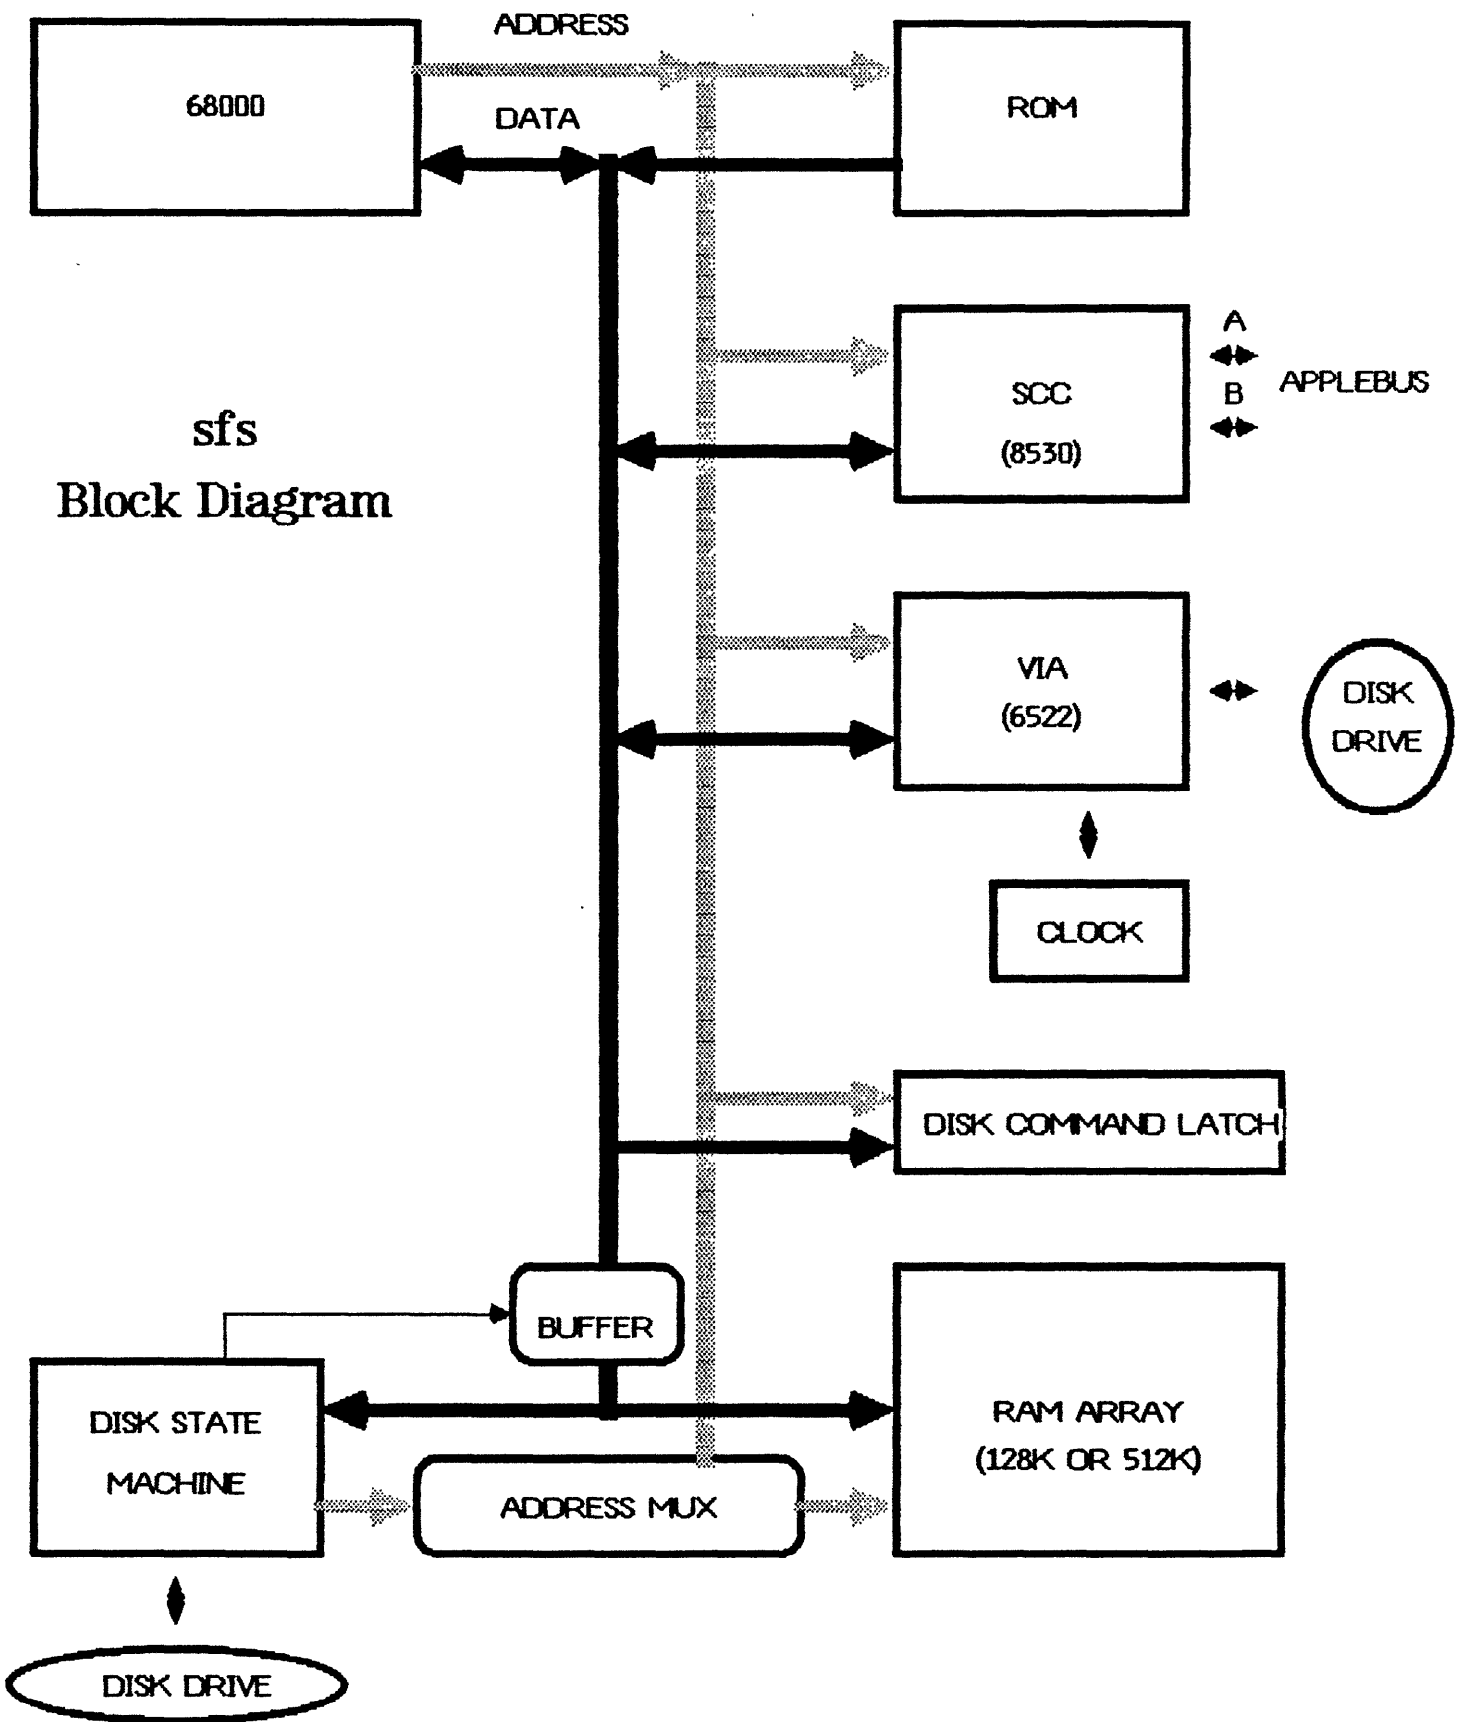 ADDRESS
68000
ROM
DATA
A
APPLEBUS
B
SCC
(8530)
sfs
Block Diagram
VIA
(6522)
DISK
DRIVE
CLOCK
DISK COMMAND LATCH
BUFFER
DISK STATE
MACHINE
RAM ARRAY
(128K OR 512K)
ADDRESS MUX
DISK DRIVE